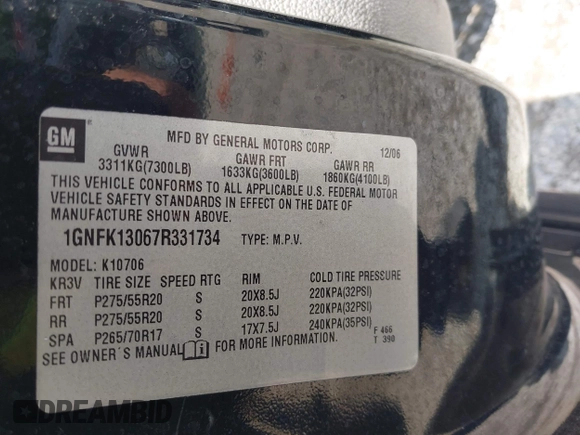 GM
MFD BY GENERAL MOTORS CORP. 12/06
GVWR GAWR FRT GAWR RR
3311KG(7300LB) 1633KG(3600LB) 1860KG(4100LB)
THIS VEHICLE CONFORMS TO ALL APPLICABLE U.S. FEDERAL MOTOR
VEHICLE SAFETY STANDARDS IN EFFECT ON THE DATE OF
MANUFACTURE SHOWN ABOVE.
1GNFK13067R331734 TYPE: M.P.V.
MODEL: K10706
KR3V TIRE SIZE SPEED RTG RIM COLD TIRE PRESSURE
FRT P275/55R20 S 20X8.5J 220KPA(32PSI)
RR P275/55R20 S 20X8.5J 220KPA(32PSI)
SPA P265/70R17 S 17X7.5J 240KPA(35PSI)
SEE OWNER'S MANUAL FOR MORE INFORMATION.
F 466
T 390
DREAMBID